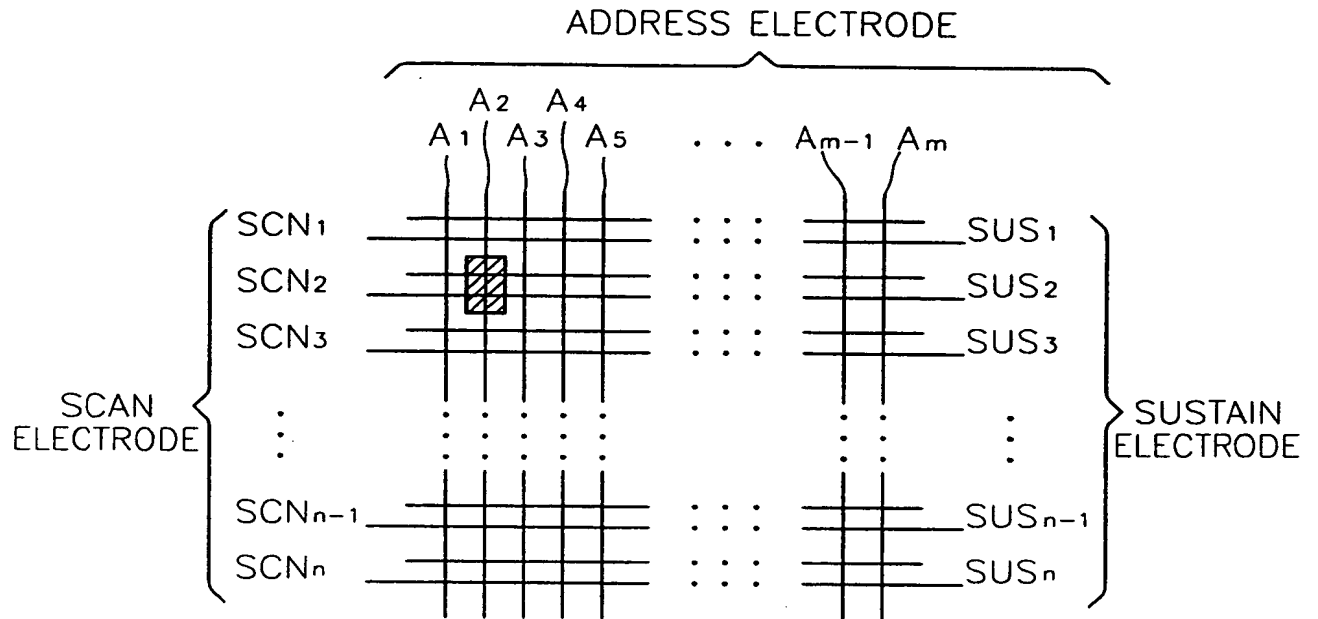 ADDRESS ELECTRODE
A2 A4
A1 A3 A5 . . . Am-1 Am
SCN1 SUS1
SCN2 SUS2
SCN3 SUS3
SCAN
ELECTRODE
SUSTAIN
ELECTRODE
SCNn-1 SUSn-1
SCNn SUSn